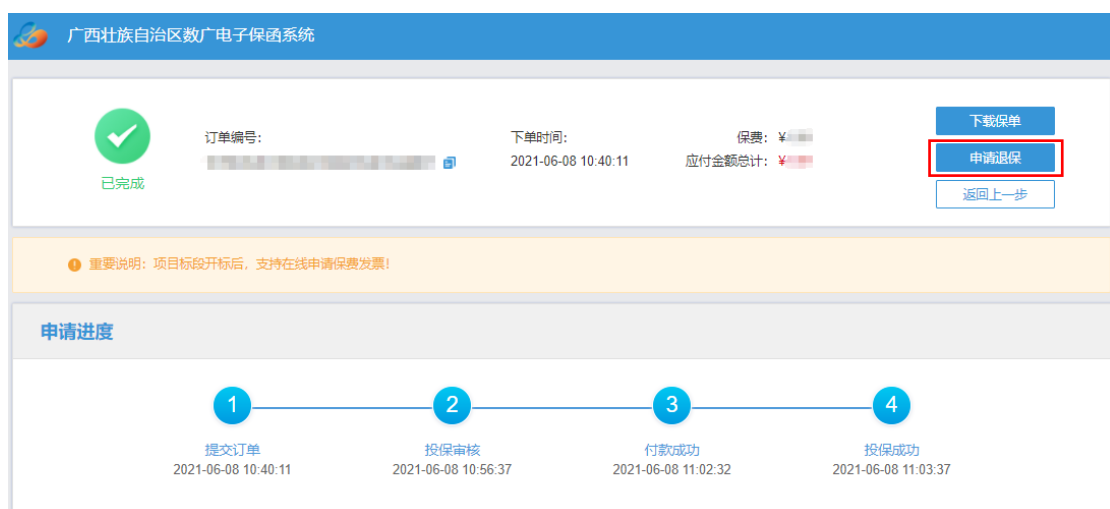 广西壮族自治区数广电子保函系统
已完成
订单编号：
下单时间：
2021-06-08 10:40:11
保费：¥
应付金额总计：¥
下载保单
申请退保
返回上一步
重要说明：项目标段开标后，支持在线申请保费发票！
申请进度
1 2 3 4
提交订单 投保审核 付款成功 投保成功
2021-06-08 10:40:11 2021-06-08 10:56:37 2021-06-08 11:02:32 2021-06-08 11:03:37